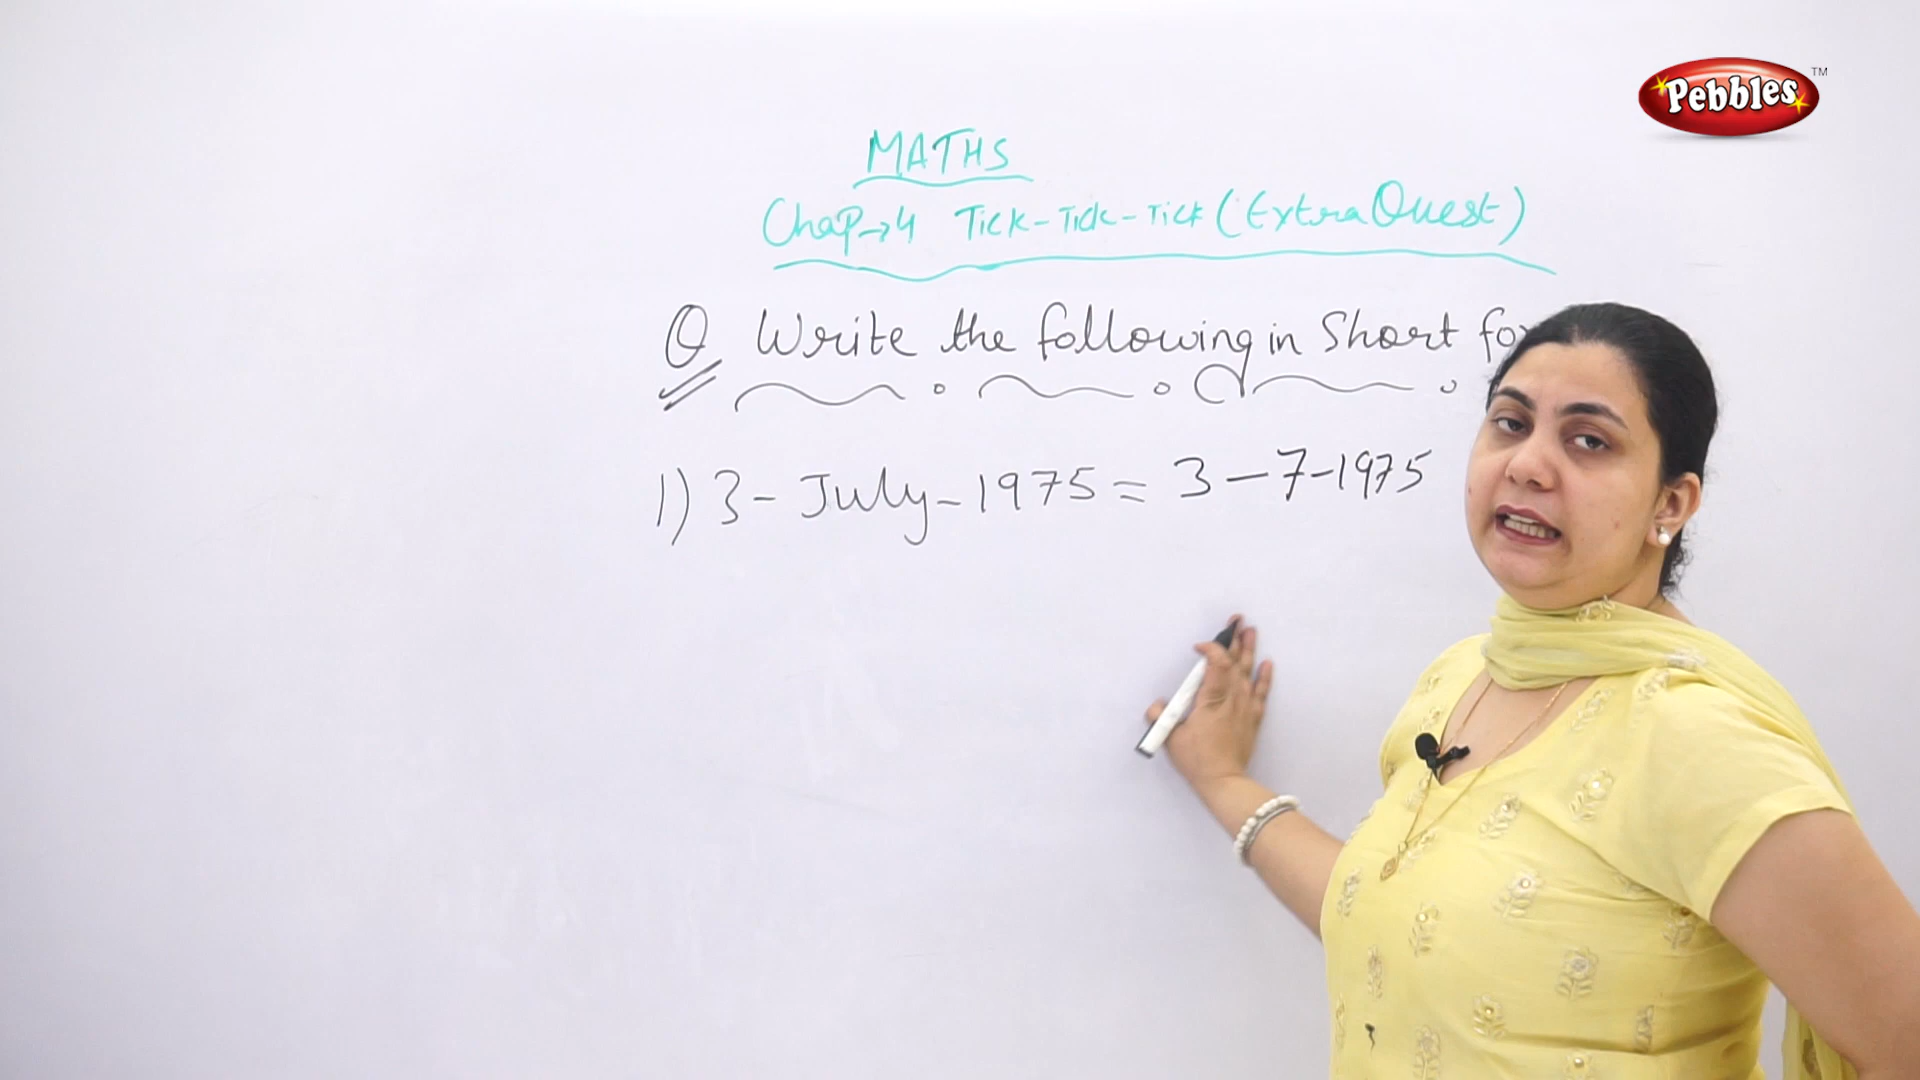 Pebbles TM
MATHS
Chap→4 Tick-Tick-Tick (Extra Quest)
Q Write the following in Short
1) 3 - July - 1975 = 3 - 7 - 1975